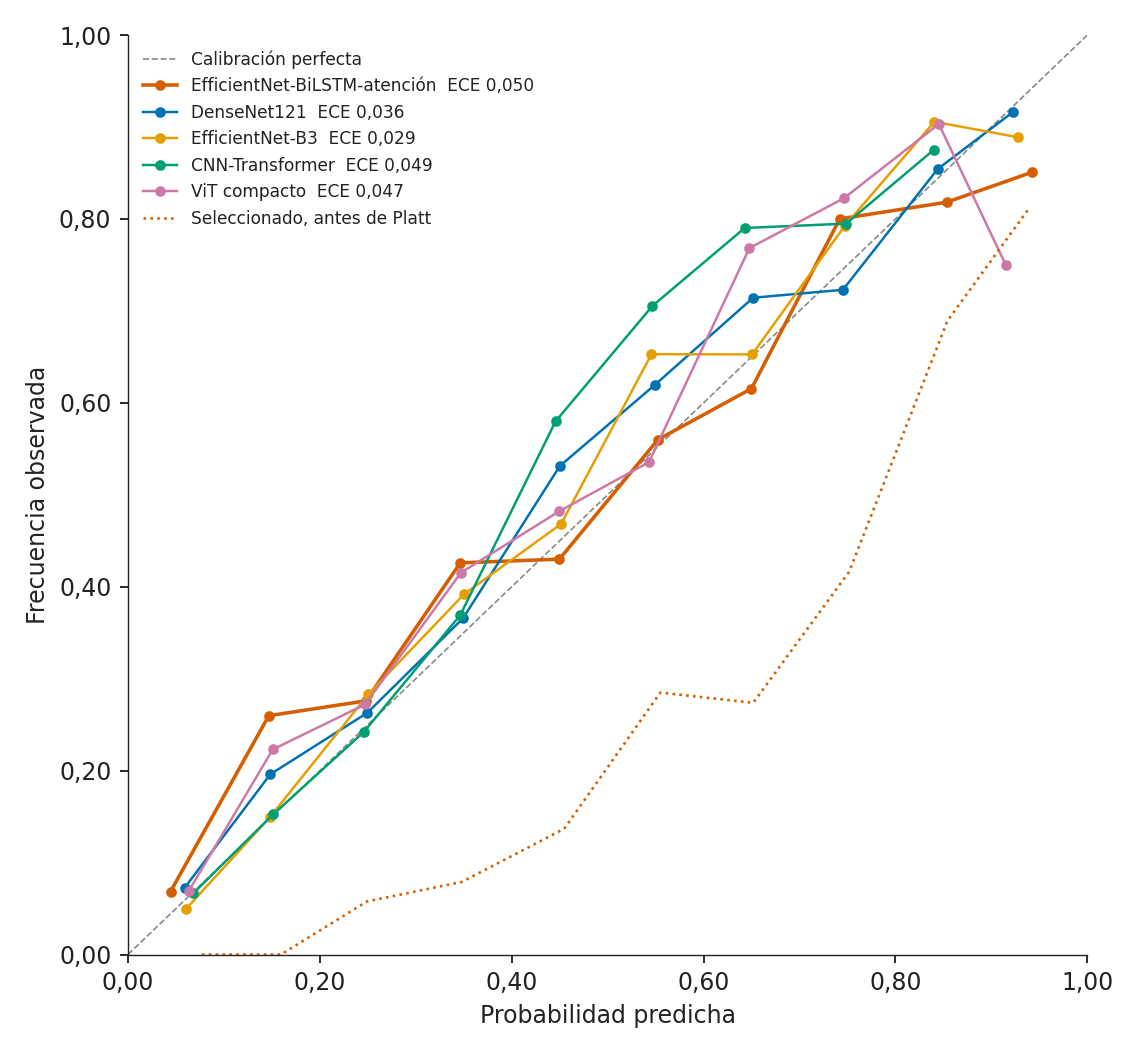 Calibración perfecta
EfficientNet-BiLSTM-atención  ECE 0,050
DenseNet121  ECE 0,036
EfficientNet-B3  ECE 0,029
CNN-Transformer  ECE 0,049
ViT compacto  ECE 0,047
Seleccionado, antes de Platt
Frecuencia observada
1,00
0,80
0,60
0,40
0,20
0,00
0,00 0,20 0,40 0,60 0,80 1,00
Probabilidad predicha